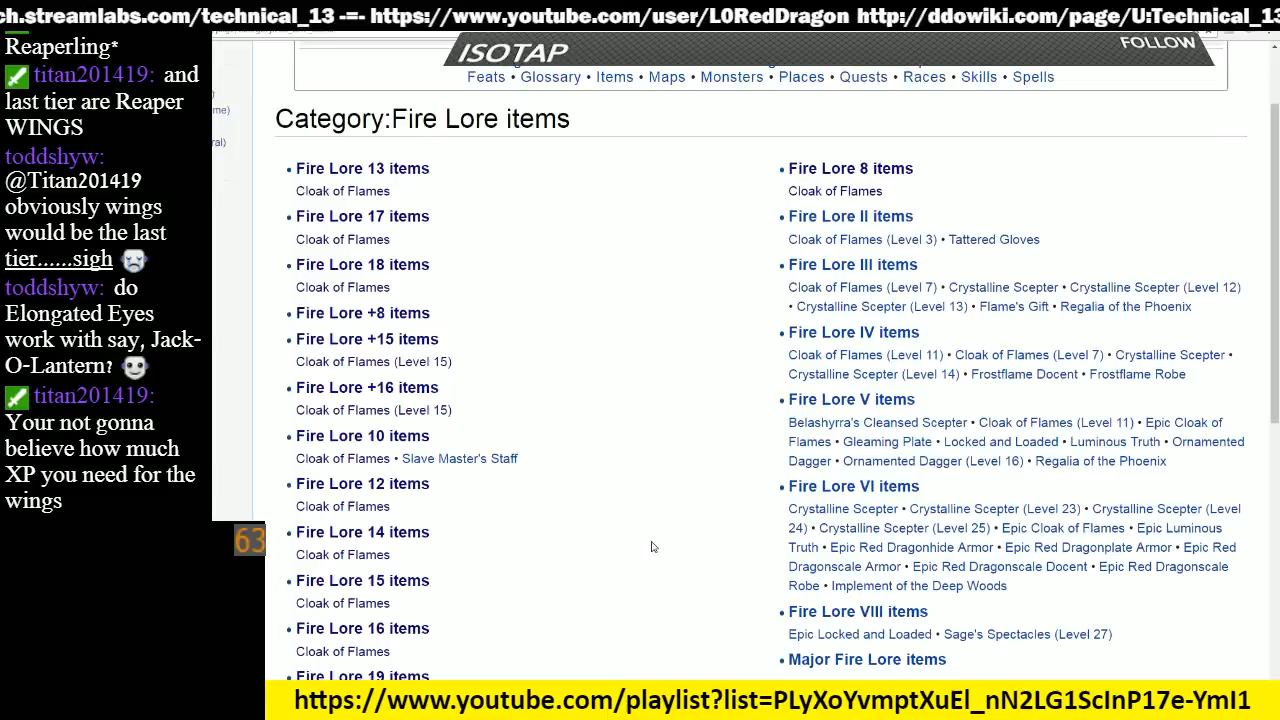 ch.streamlabs.com/technical_13 -=- https://www.youtube.com/user/L0RedDragon http://ddowiki.com/page/U:Technical_13
Reaperling*
titan201419: and
last tier are Reaper
WINGS
toddshyw:
@Titan201419
obviously wings
would be the last
tier......sigh
toddshyw: do
Elongated Eyes
work with say, Jack-
O-Lantern?
titan201419:
Your not gonna
believe how much
XP you need for the
wings
63
ISOTAP
FOLLOW
Feats • Glossary • Items • Maps • Monsters • Places • Quests • Races • Skills • Spells
Category:Fire Lore items
Fire Lore 13 items
Cloak of Flames
Fire Lore 17 items
Cloak of Flames
Fire Lore 18 items
Cloak of Flames
Fire Lore +8 items
Fire Lore +15 items
Cloak of Flames (Level 15)
Fire Lore +16 items
Cloak of Flames (Level 15)
Fire Lore 10 items
Cloak of Flames • Slave Master's Staff
Fire Lore 12 items
Cloak of Flames
Fire Lore 14 items
Cloak of Flames
Fire Lore 15 items
Cloak of Flames
Fire Lore 16 items
Cloak of Flames
Fire Lore 19 items
Fire Lore 8 items
Cloak of Flames
Fire Lore II items
Cloak of Flames (Level 3) • Tattered Gloves
Fire Lore III items
Cloak of Flames (Level 7) • Crystalline Scepter • Crystalline Scepter (Level 12)
• Crystalline Scepter (Level 13) • Flame's Gift • Regalia of the Phoenix
Fire Lore IV items
Cloak of Flames (Level 11) • Cloak of Flames (Level 7) • Crystalline Scepter •
Crystalline Scepter (Level 14) • Frostflame Docent • Frostflame Robe
Fire Lore V items
Belashyrra's Cleansed Scepter • Cloak of Flames (Level 11) • Epic Cloak of
Flames • Gleaming Plate • Locked and Loaded • Luminous Truth • Ornamented
Dagger • Ornamented Dagger (Level 16) • Regalia of the Phoenix
Fire Lore VI items
Crystalline Scepter • Crystalline Scepter (Level 23) • Crystalline Scepter (Level
24) • Crystalline Scepter (Level 25) • Epic Cloak of Flames • Epic Luminous
Truth • Epic Red Dragonhide Armor • Epic Red Dragonplate Armor • Epic Red
Dragonscale Armor • Epic Red Dragonscale Docent • Epic Red Dragonscale
Robe • Implement of the Deep Woods
Fire Lore VIII items
Epic Locked and Loaded • Sage's Spectacles (Level 27)
Major Fire Lore items
https://www.youtube.com/playlist?list=PLyXoYvmptXuEl_nN2LG1ScInP17e-YmI1